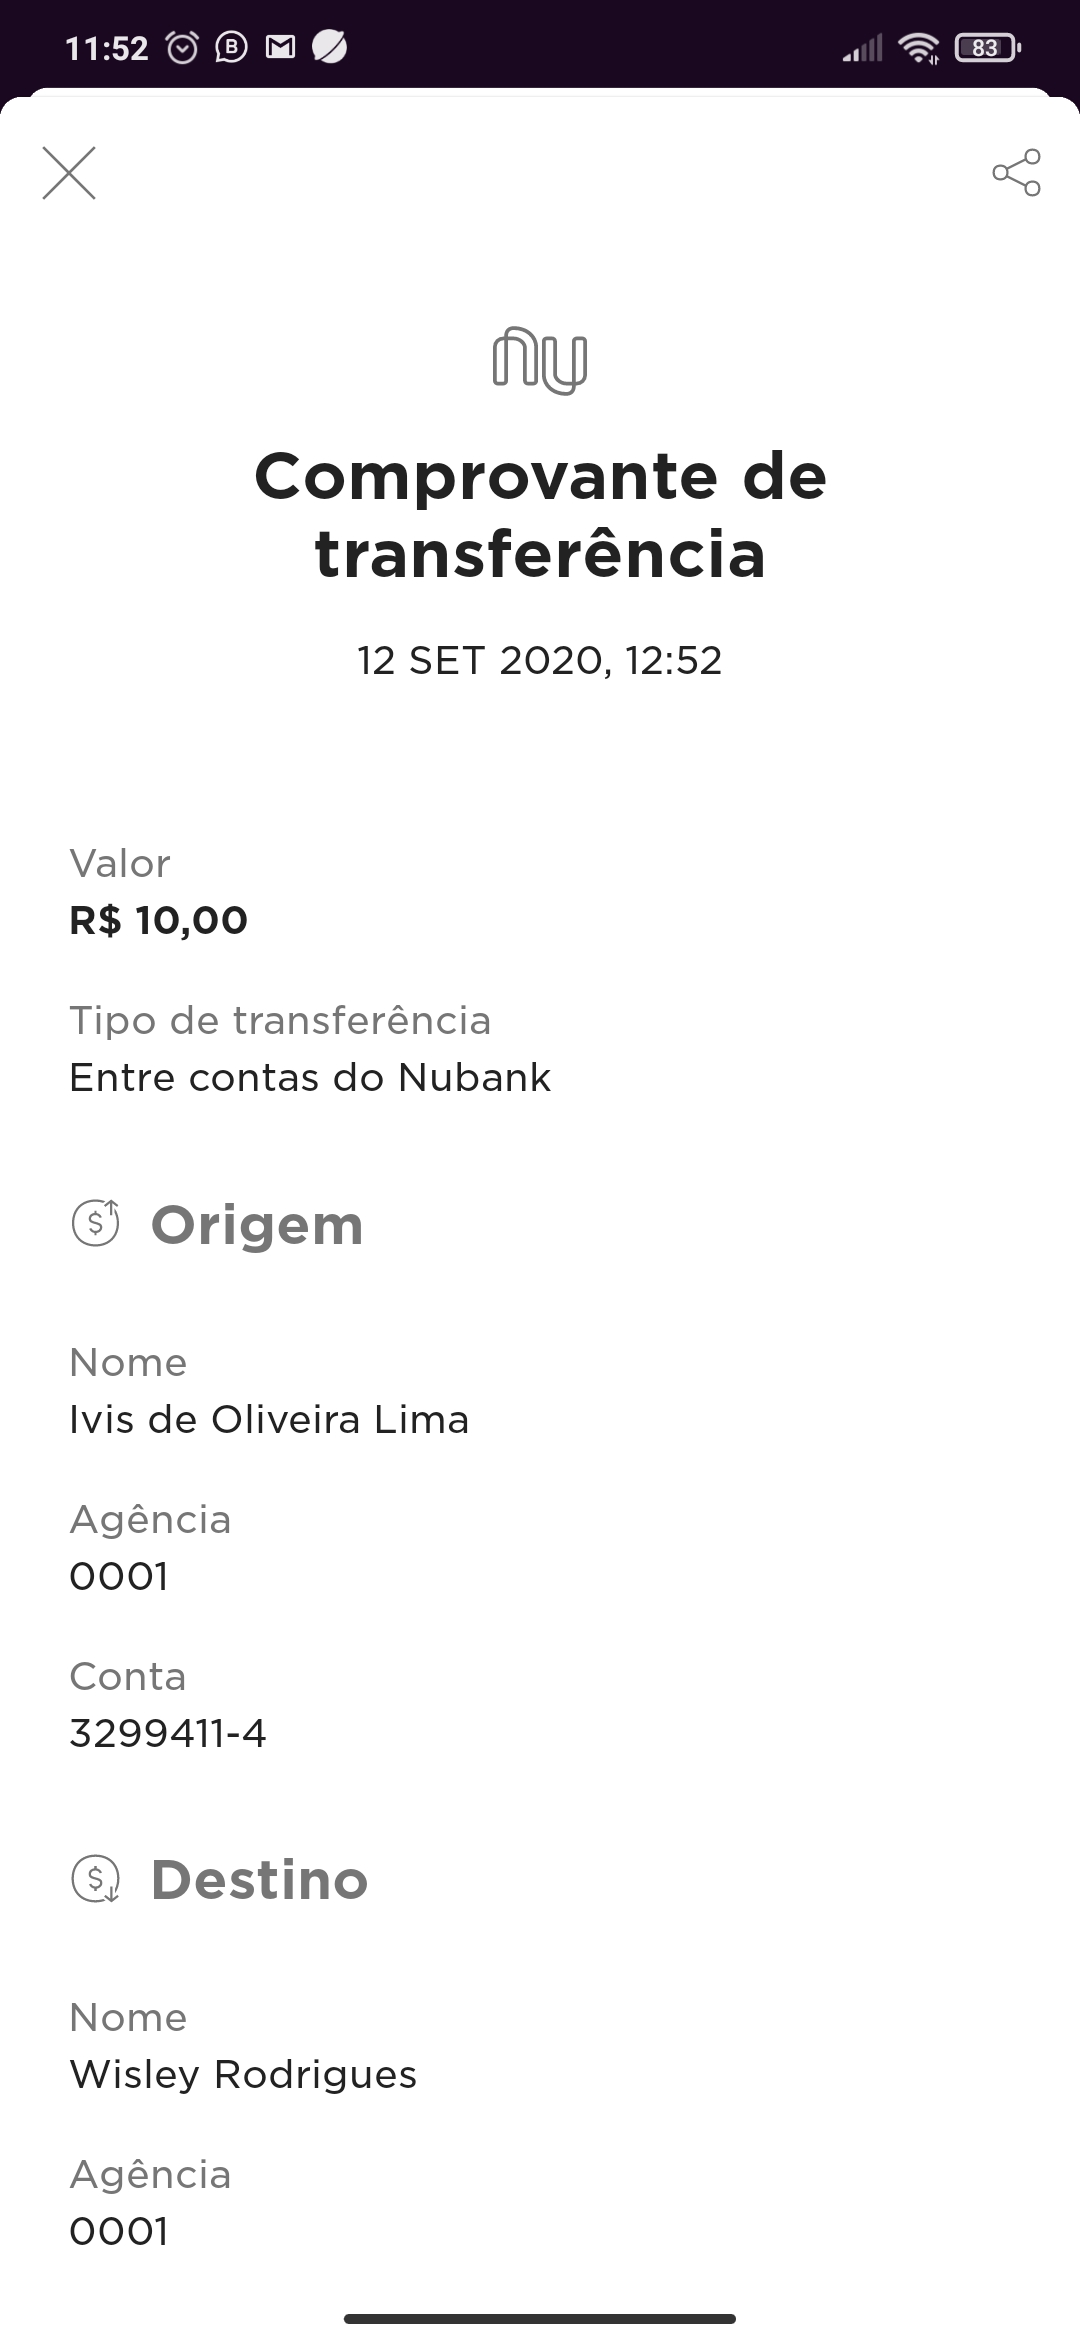 11:52
83
nu
Comprovante de
transferência
12 SET 2020, 12:52
Valor
R$ 10,00
Tipo de transferência
Entre contas do Nubank
Origem
Nome
Ivis de Oliveira Lima
Agência
0001
Conta
3299411-4
Destino
Nome
Wisley Rodrigues
Agência
0001